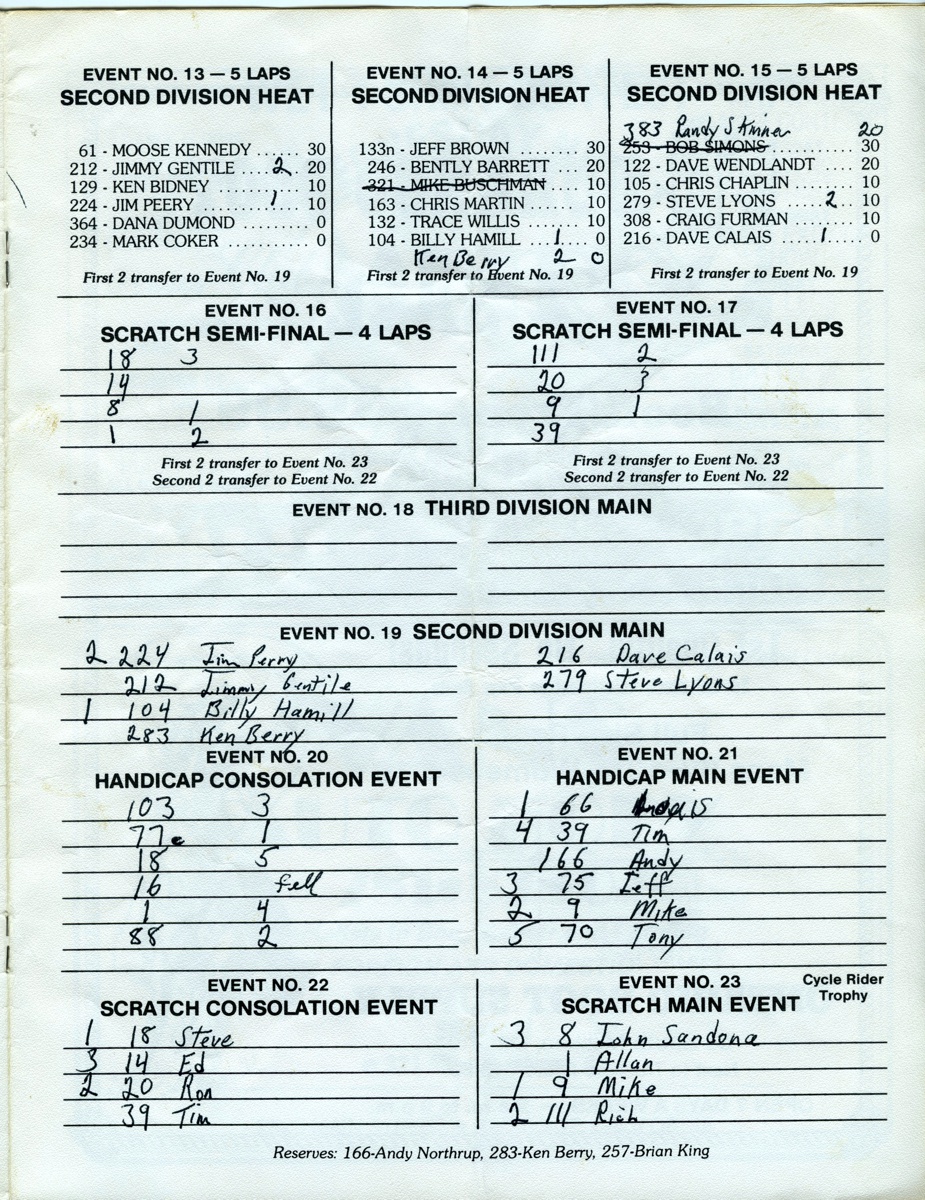 EVENT NO. 13 — 5 LAPS
SECOND DIVISION HEAT
61 - MOOSE KENNEDY ...... 30
212 - JIMMY GENTILE ....2. 20
129 - KEN BIDNEY ............ 10
224 - JIM PEERY ..........1.. 10
364 - DANA DUMOND ......... 0
234 - MARK COKER ........... 0
First 2 transfer to Event No. 19
EVENT NO. 14 — 5 LAPS
SECOND DIVISION HEAT
133n - JEFF BROWN ........... 30
246 - BENTLY BARRETT .... 20
321 - MIKE BUSCHMAN .... 10
163 - CHRIS MARTIN ......... 10
132 - TRACE WILLIS ......... 10
104 - BILLY HAMILL ...1.... 0
Ken Berry 2 0
First 2 transfer to Event No. 19
EVENT NO. 15 — 5 LAPS
SECOND DIVISION HEAT
383 Randy Skinner 20
253 - BOB SIMONS ............ 30
122 - DAVE WENDLANDT .... 20
105 - CHRIS CHAPLIN ......... 10
279 - STEVE LYONS ....2... 10
308 - CRAIG FURMAN ......... 10
216 - DAVE CALAIS .....1..... 0
First 2 transfer to Event No. 19
EVENT NO. 16
SCRATCH SEMI-FINAL — 4 LAPS
18 3
14
8 1
1 2
First 2 transfer to Event No. 23
Second 2 transfer to Event No. 22
EVENT NO. 17
SCRATCH SEMI-FINAL — 4 LAPS
111 2
20 3
9 1
39
First 2 transfer to Event No. 23
Second 2 transfer to Event No. 22
EVENT NO. 18 THIRD DIVISION MAIN
EVENT NO. 19 SECOND DIVISION MAIN
2 224 Jim Perry
212 Jimmy Gentile
1 104 Billy Hamill
283 Ken Berry
216 Dave Calais
279 Steve Lyons
EVENT NO. 20
HANDICAP CONSOLATION EVENT
103 3
77e 1
18 5
16 fell
1 4
88 2
EVENT NO. 21
HANDICAP MAIN EVENT
1 66
4 39 Tim
166 Andy
3 75 Jeff
2 9 Mike
5 70 Tony
EVENT NO. 22
SCRATCH CONSOLATION EVENT
1 18 Steve
3 14 Ed
2 20 Ron
39 Tim
EVENT NO. 23
SCRATCH MAIN EVENT
Cycle Rider
Trophy
3 8 John Sandona
1 Allan
1 9 Mike
2 111 Rich
Reserves: 166-Andy Northrup, 283-Ken Berry, 257-Brian King